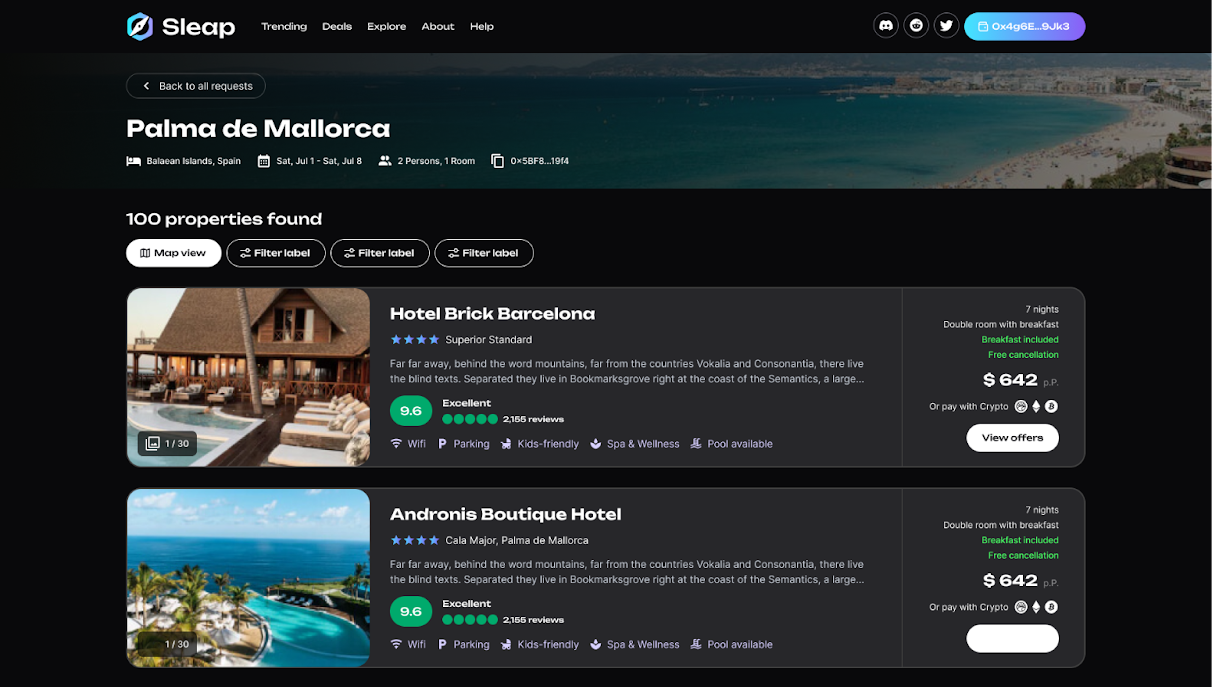 Sleap
Trending Deals Explore About Help
0x4g6E...9Jk3
Back to all requests
Palma de Mallorca
Balaean Islands, Spain Sat, Jul 1 - Sat, Jul 8 2 Persons, 1 Room 0x5BF8...19f4
100 properties found
Map view Filter label Filter label Filter label
1 / 30
Hotel Brick Barcelona
Superior Standard
Far far away, behind the word mountains, far from the countries Vokalia and Consonantia, there live
the blind texts. Separated they live in Bookmarksgrove right at the coast of the Semantics, a large...
9.6 Excellent
2,155 reviews
Wifi Parking Kids-friendly Spa & Wellness Pool available
7 nights
Double room with breakfast
Breakfast included
Free cancellation
$ 642 p.P.
Or pay with Crypto
View offers
1 / 30
Andronis Boutique Hotel
Cala Major, Palma de Mallorca
Far far away, behind the word mountains, far from the countries Vokalia and Consonantia, there live
the blind texts. Separated they live in Bookmarksgrove right at the coast of the Semantics, a large...
9.6 Excellent
2,155 reviews
Wifi Parking Kids-friendly Spa & Wellness Pool available
7 nights
Double room with breakfast
Breakfast included
Free cancellation
$ 642 p.P.
Or pay with Crypto